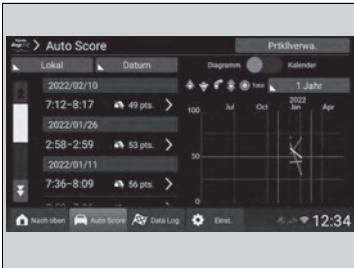 Auto Score
Prtkllverwa.
Lokal
Datum
Diagramm
Kalender
Total
1 Jahr
2022/02/10
7:12-8:17 49 pts.
2022/01/26
2:58-2:59 53 pts.
2022/01/11
7:36-8:09 56 pts.
100
Jul
Oct
2022
Jan
Apr
50
0
Nach oben
Auto Score
Data Log
Einst.
12:34